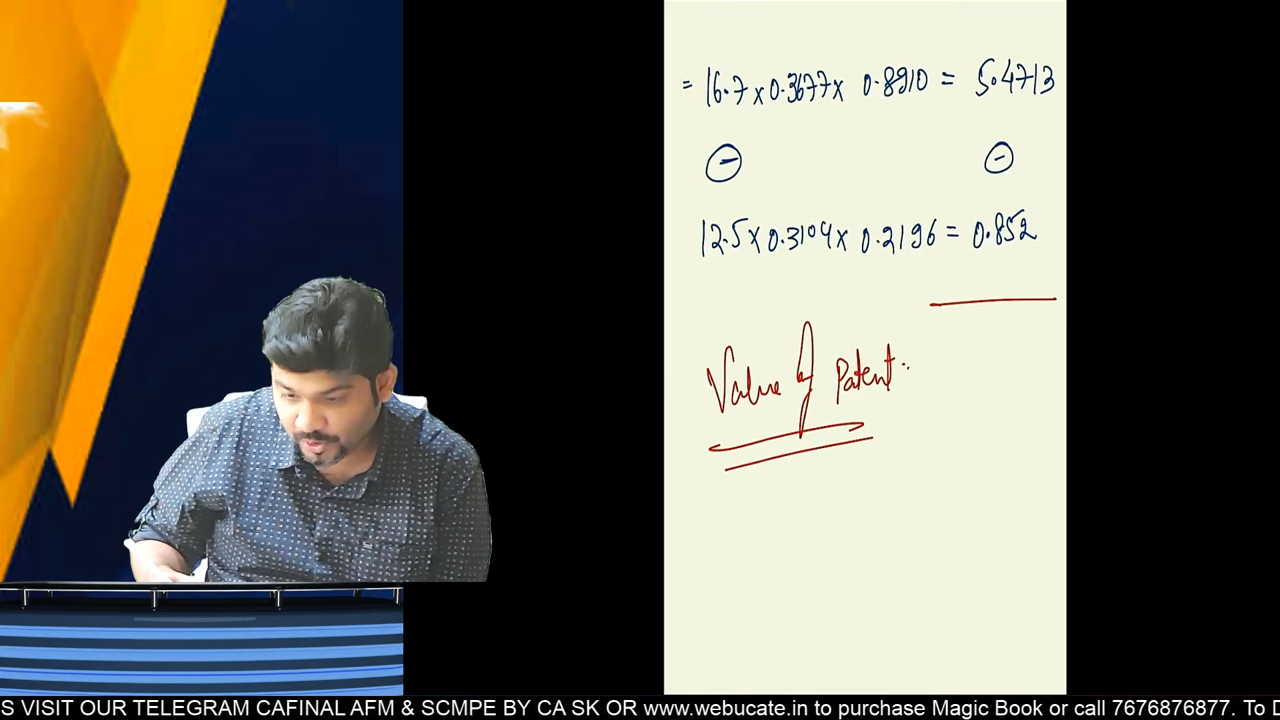 = 16.7 x 0.3677 x 0.8910 = 5.4713
⊖ ⊖
12.5 x 0.3104 x 0.2196 = 0.852
Value of Patent:
S VISIT OUR TELEGRAM CAFINAL AFM & SCMPE BY CA SK OR www.webucate.in to purchase Magic Book or call 7676876877. To D